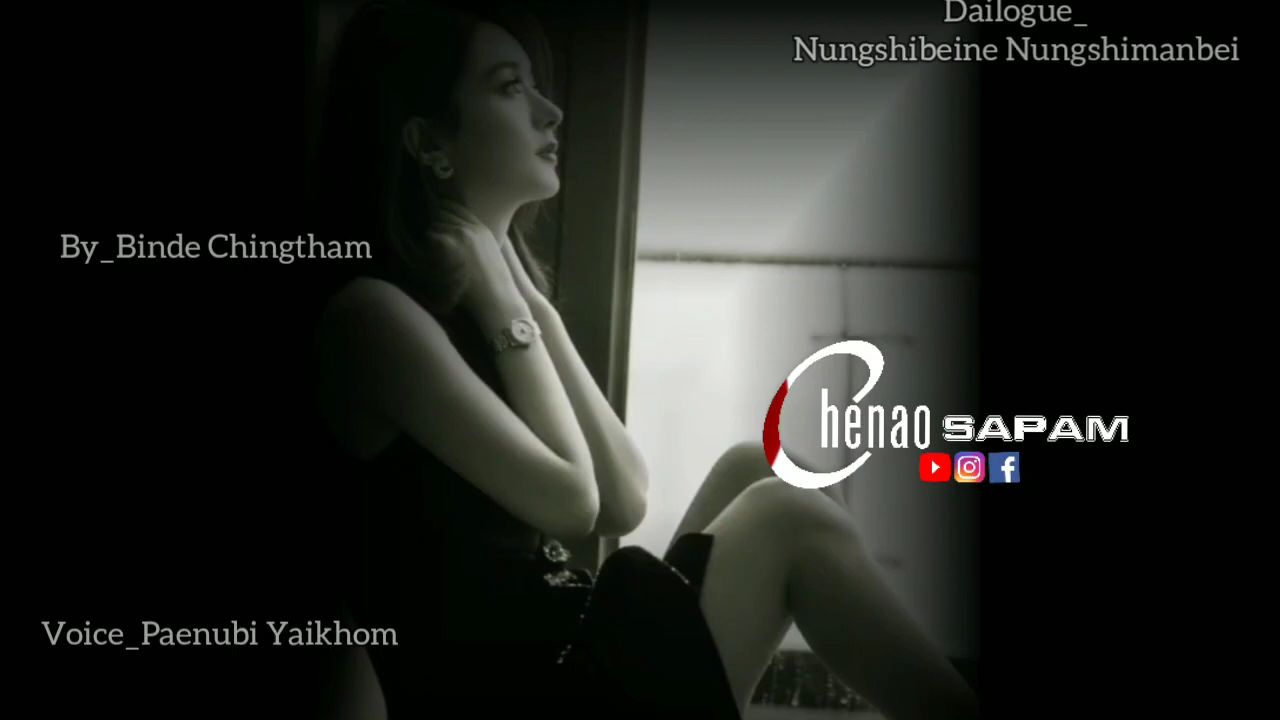 Dailogue_
Nungshibeine Nungshimanbei
By_Binde Chingtham
Chenao SAPAM
Voice_Paenubi Yaikhom